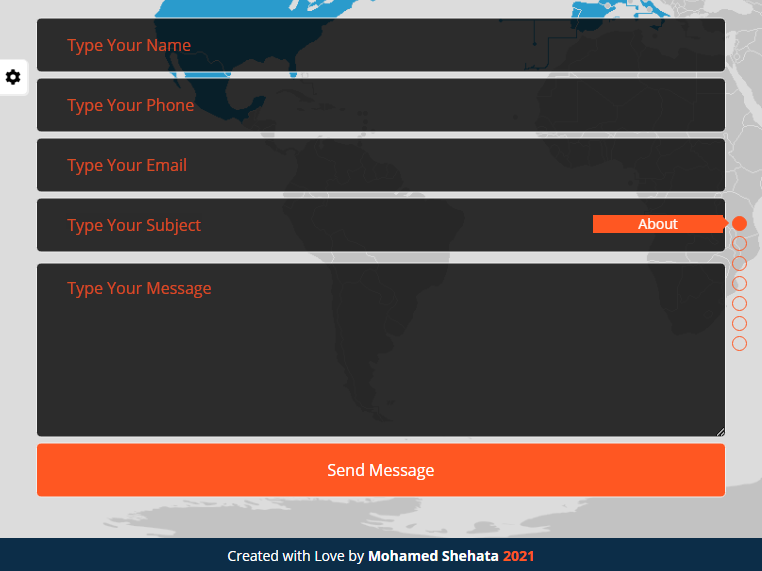 Type Your Name
Type Your Phone
Type Your Email
Type Your Subject
About
Type Your Message
Send Message
Created with Love by Mohamed Shehata 2021